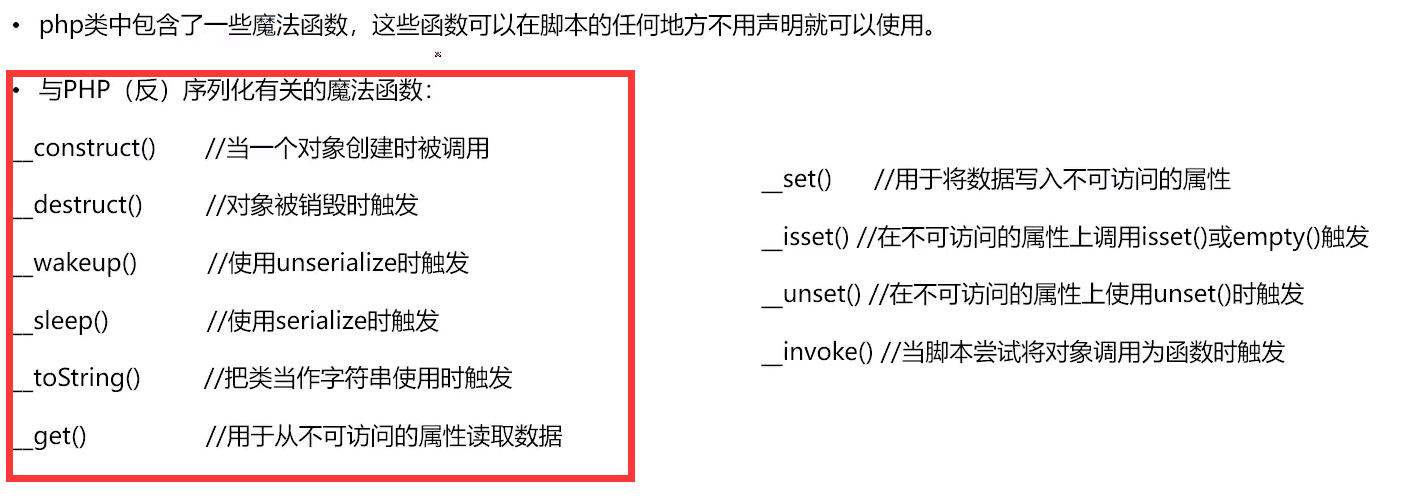 • php类中包含了一些魔法函数，这些函数可以在脚本的任何地方不用声明就可以使用。
• 与PHP（反）序列化有关的魔法函数：
__construct() //当一个对象创建时被调用
__destruct() //对象被销毁时触发
__wakeup() //使用unserialize时触发
__sleep() //使用serialize时触发
__toString() //把类当作字符串使用时触发
__get() //用于从不可访问的属性读取数据
__set() //用于将数据写入不可访问的属性
__isset() //在不可访问的属性上调用isset()或empty()触发
__unset() //在不可访问的属性上使用unset()时触发
__invoke() //当脚本尝试将对象调用为函数时触发